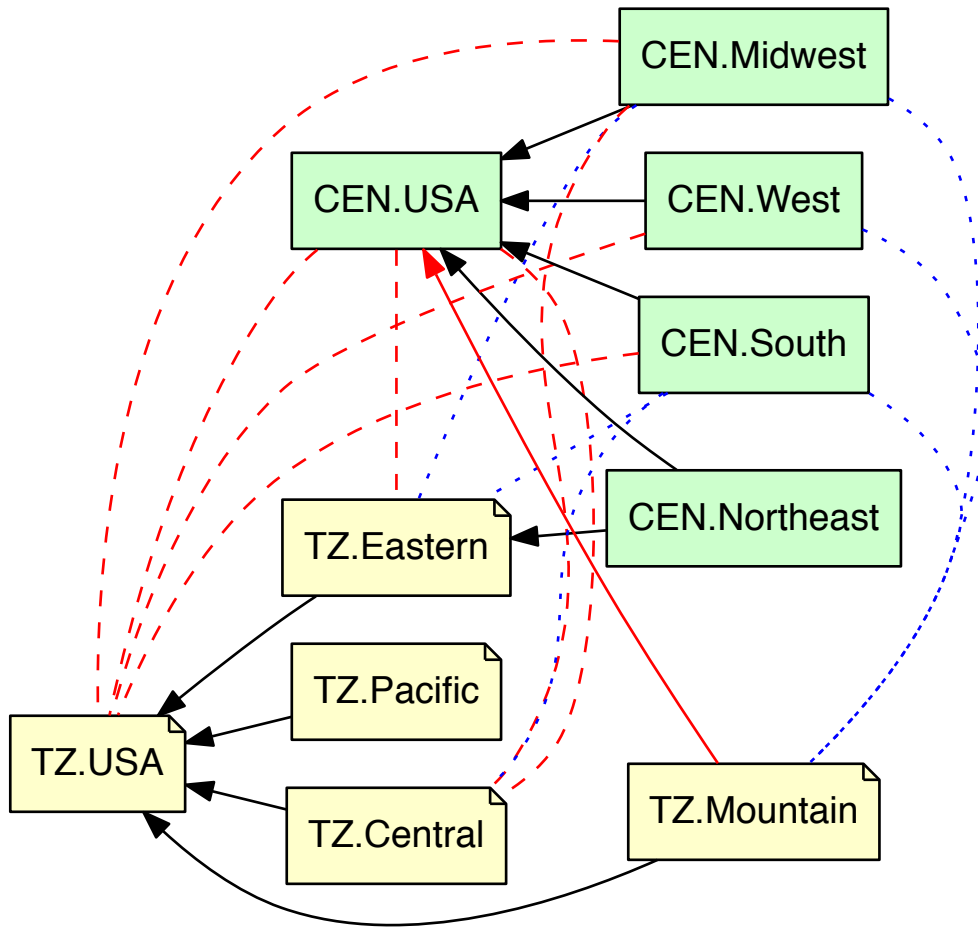 CEN.Midwest
CEN.USA
CEN.West
CEN.South
CEN.Northeast
TZ.Eastern
TZ.Pacific
TZ.USA
TZ.Central
TZ.Mountain